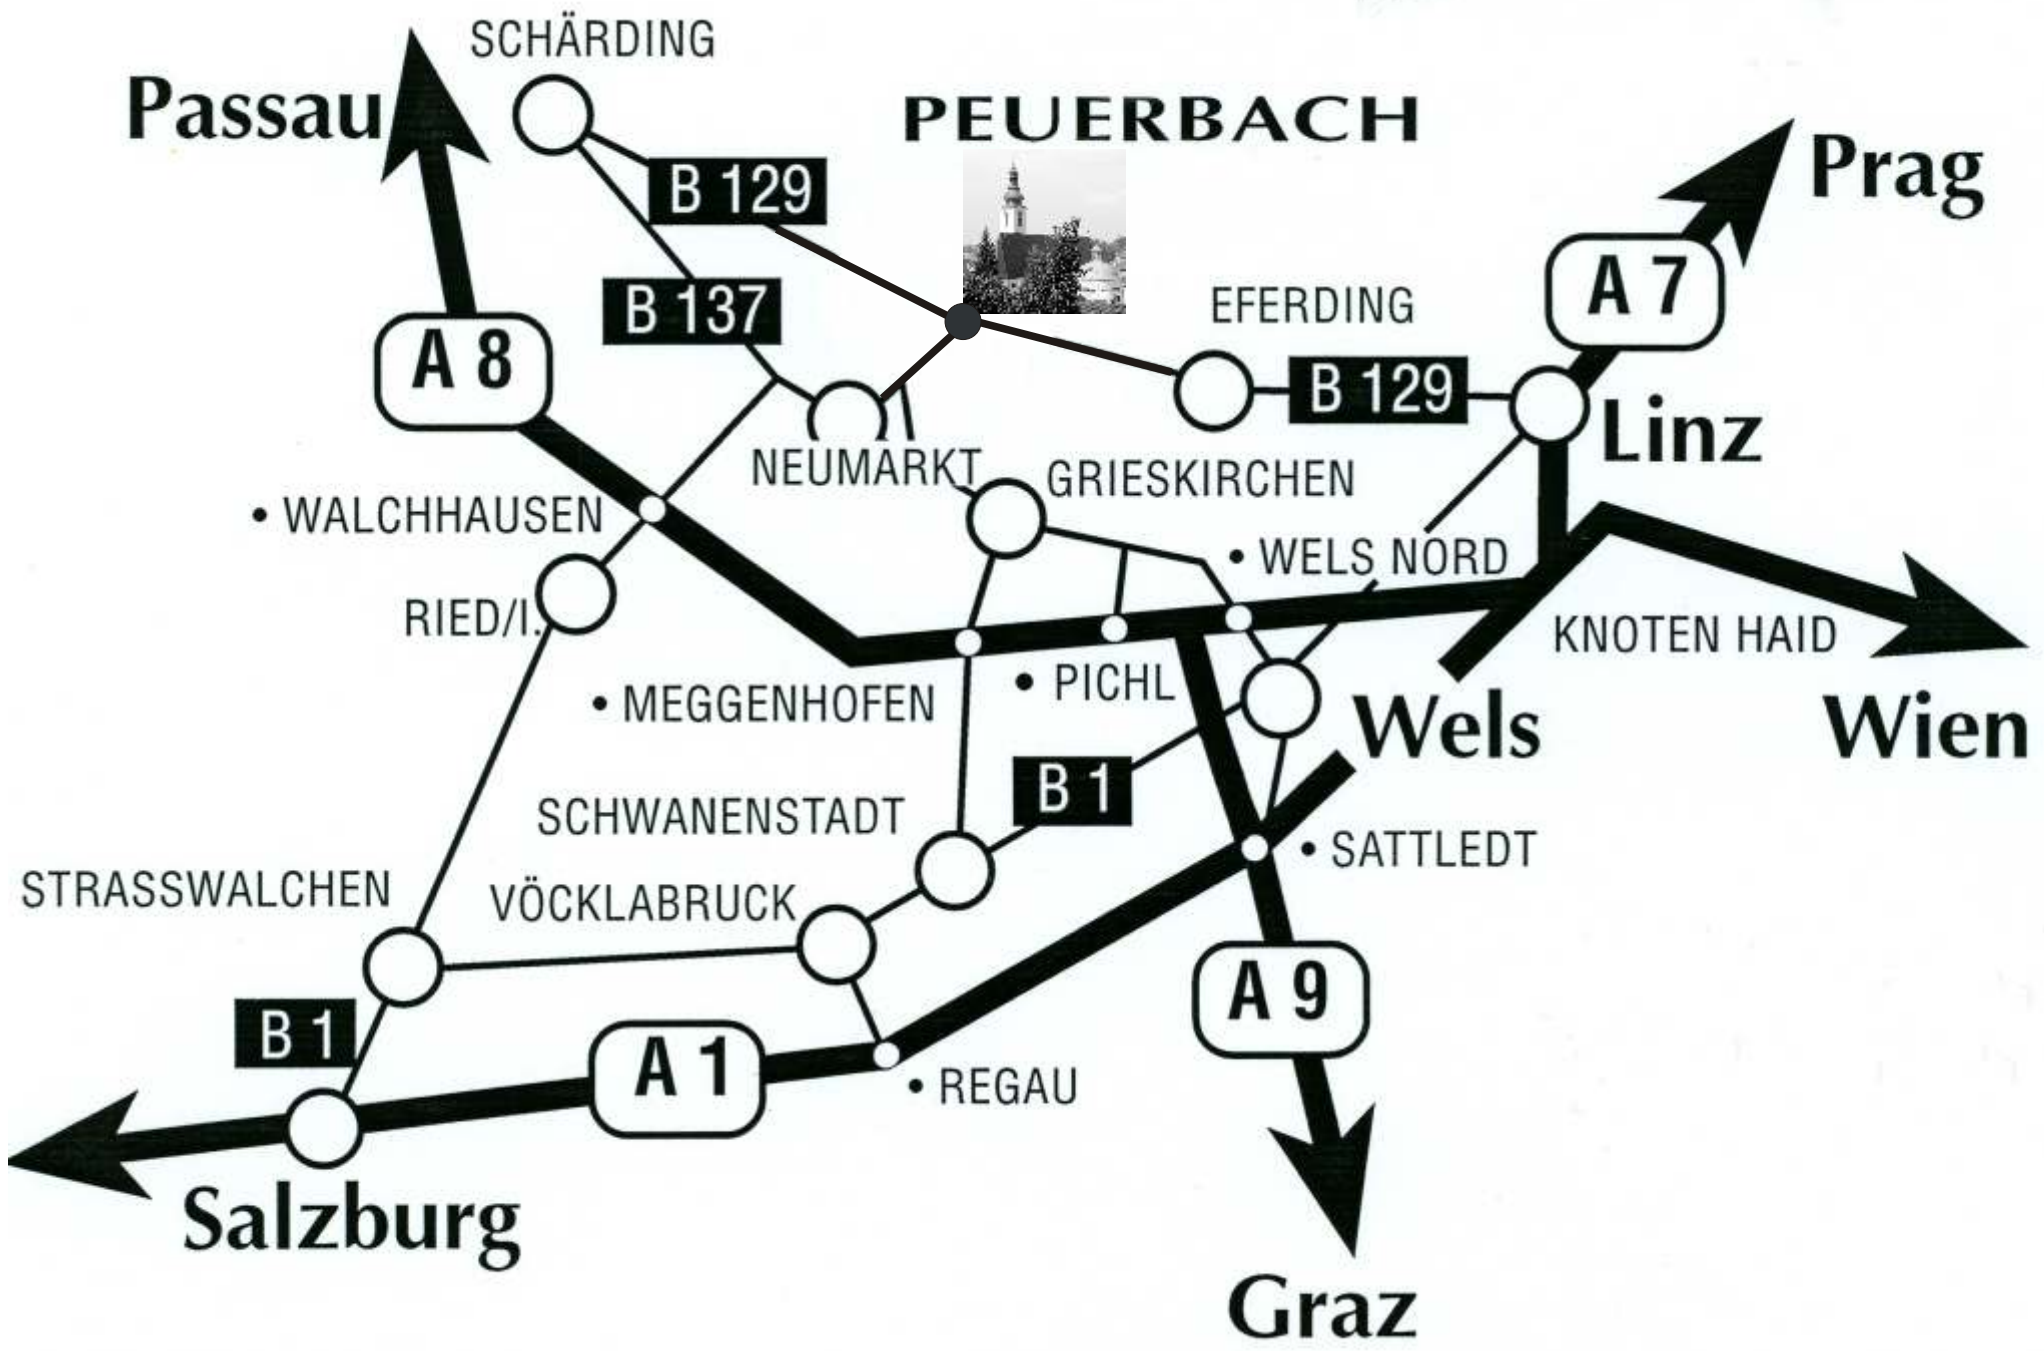 SCHÄRDING
Passau
PEUERBACH
Prag
B 129
A 7
B 137
EFERDING
A 8
B 129
Linz
NEUMARKT
GRIESKIRCHEN
• WALCHHAUSEN
• WELS NORD
RIED/I.
KNOTEN HAID
• PICHL
• MEGGENHOFEN
Wels
Wien
B 1
SCHWANENSTADT
• SATTLEDT
STRASSWALCHEN
VÖCKLABRUCK
A 9
B 1
A 1
• REGAU
Salzburg
Graz